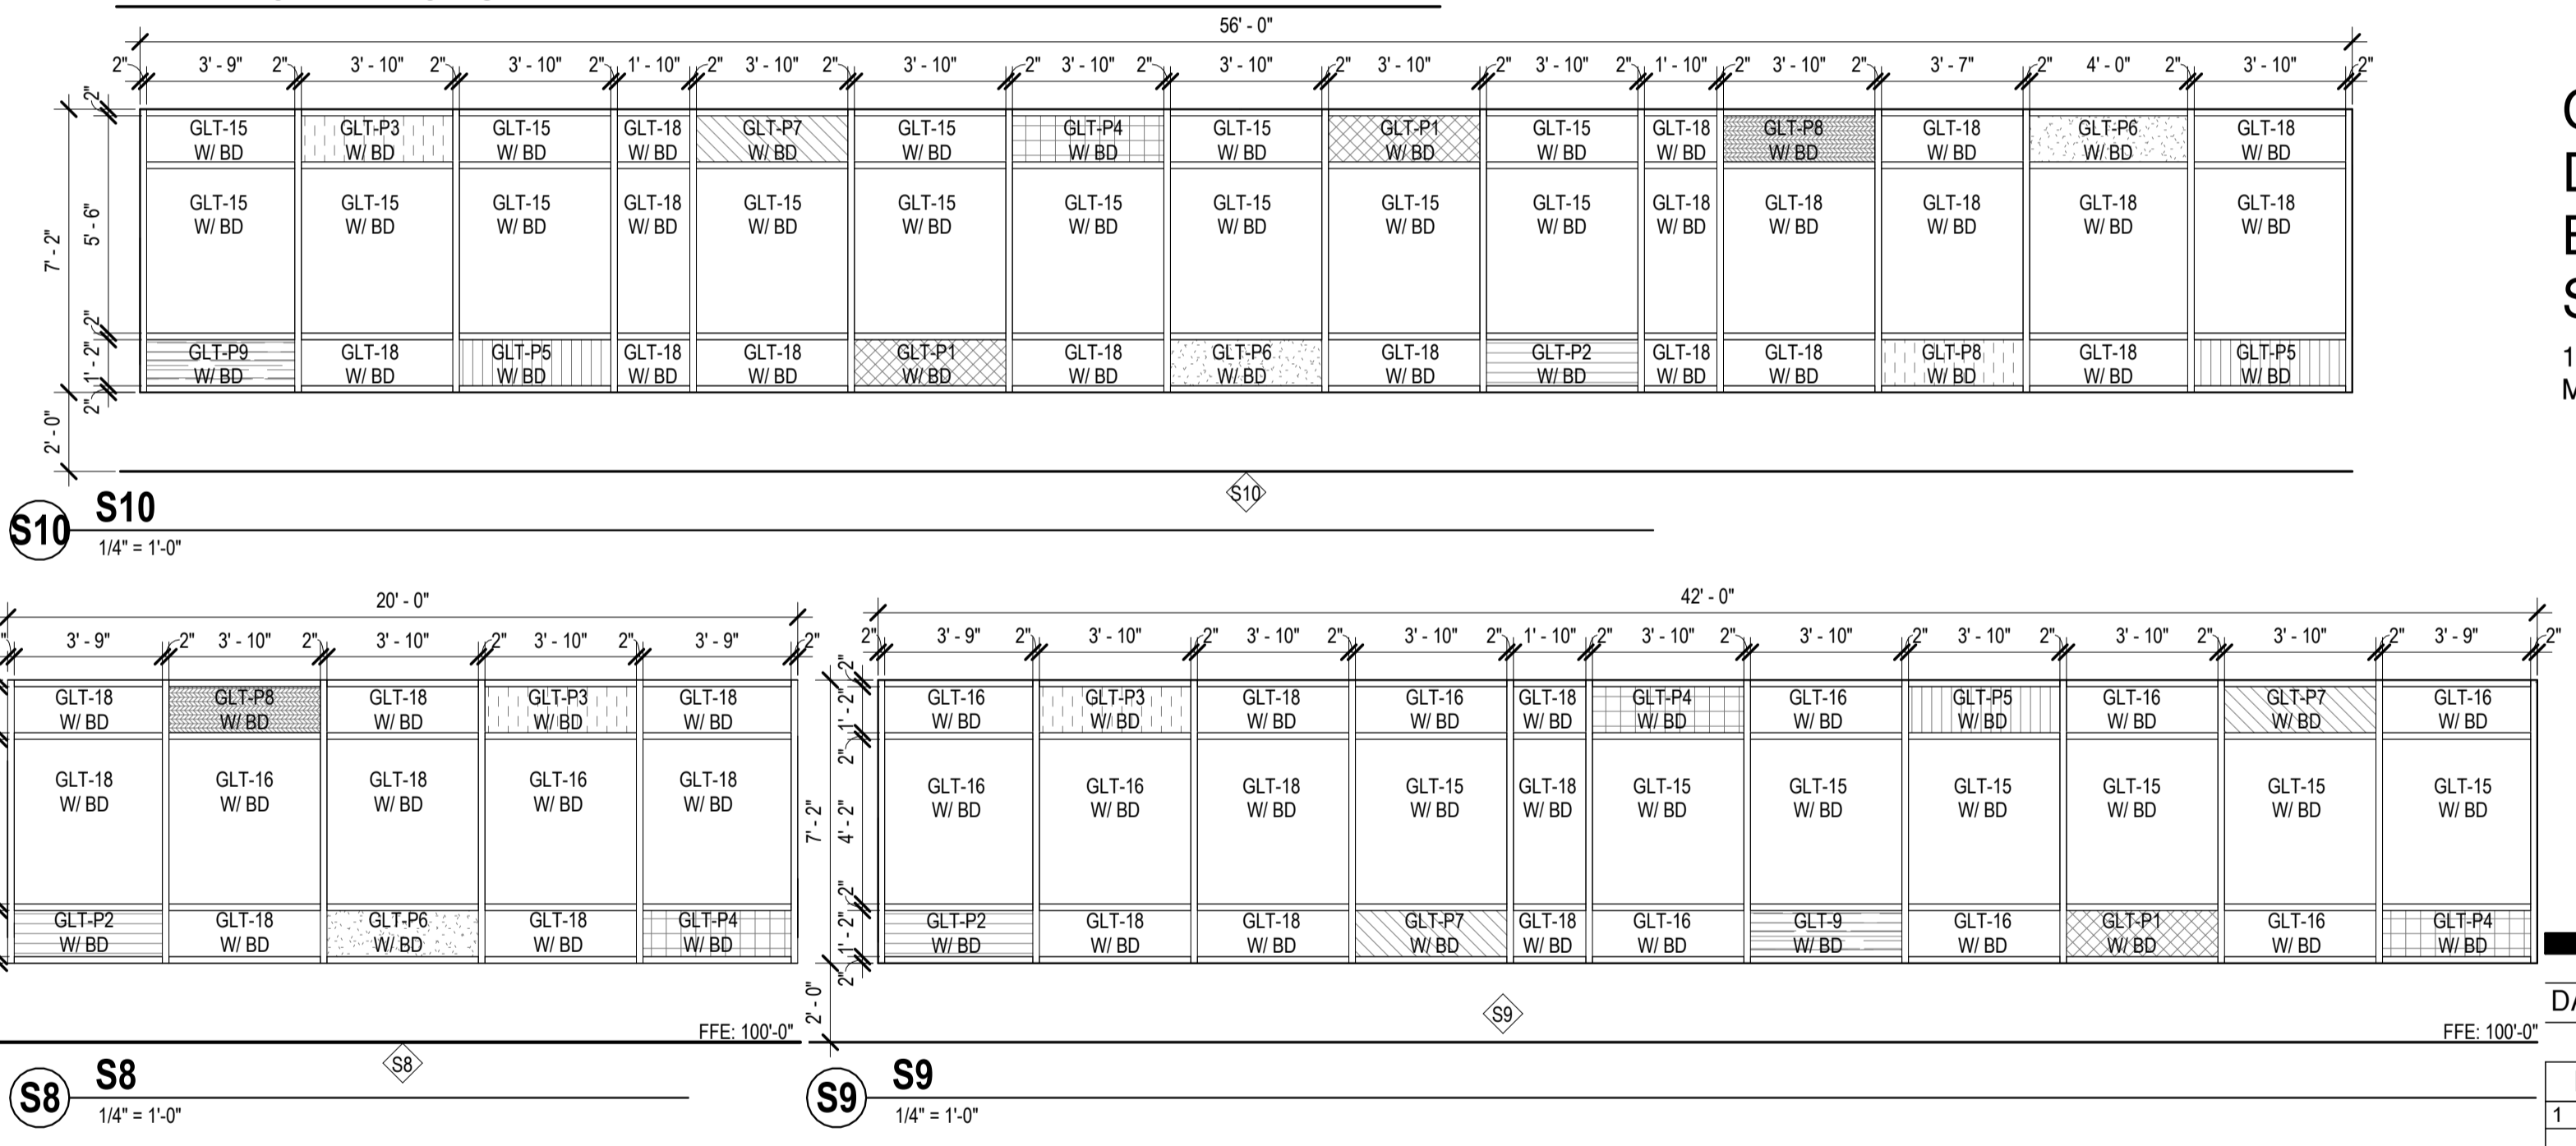 56' - 0"
2" 3' - 9" 2" 3' - 10" 2" 3' - 10" 2" 1' - 10" 2" 3' - 10" 2" 3' - 10" 2" 3' - 10" 2" 3' - 10" 2" 3' - 10" 2" 3' - 10" 2" 1' - 10" 2" 3' - 10" 2" 3' - 7" 2" 4' - 0" 2" 3' - 10" 2"
2"
GLT-15 GLT-P3 GLT-15 GLT-18 GLT-P7 GLT-15 GLT-P4 GLT-15 GLT-P1 GLT-15 GLT-18 GLT-P8 GLT-18 GLT-P6 GLT-18
W/ BD W/ BD W/ BD W/ BD W/ BD W/ BD W/ BD W/ BD W/ BD W/ BD W/ BD W/ BD W/ BD W/ BD W/ BD
7' - 2" 5' - 6"
GLT-15 GLT-15 GLT-15 GLT-18 GLT-15 GLT-15 GLT-15 GLT-15 GLT-15 GLT-15 GLT-18 GLT-18 GLT-18 GLT-18 GLT-18
W/ BD W/ BD W/ BD W/ BD W/ BD W/ BD W/ BD W/ BD W/ BD W/ BD W/ BD W/ BD W/ BD W/ BD W/ BD
2"
1' - 2"
GLT-P9 GLT-18 GLT-P5 GLT-18 GLT-18 GLT-P1 GLT-18 GLT-P6 GLT-18 GLT-P2 GLT-18 GLT-18 GLT-P8 GLT-18 GLT-P5
W/ BD W/ BD W/ BD W/ BD W/ BD W/ BD W/ BD W/ BD W/ BD W/ BD W/ BD W/ BD W/ BD W/ BD W/ BD
2"
2' - 0"
S10
S10 S10
1/4" = 1'-0"
20' - 0"
3' - 9" 2" 3' - 10" 2" 3' - 10" 2" 3' - 10" 2" 3' - 9" 2"
GLT-18 GLT-P8 GLT-18 GLT-P3 GLT-18
W/ BD W/ BD W/ BD W/ BD W/ BD
GLT-18 GLT-16 GLT-18 GLT-16 GLT-18
W/ BD W/ BD W/ BD W/ BD W/ BD
GLT-P2 GLT-18 GLT-P6 GLT-18 GLT-P4
W/ BD W/ BD W/ BD W/ BD W/ BD
FFE: 100'-0"
S8
S8 S8
1/4" = 1'-0"
42' - 0"
2" 3' - 9" 2" 3' - 10" 2" 3' - 10" 2" 3' - 10" 2" 1' - 10" 2" 3' - 10" 2" 3' - 10" 2" 3' - 10" 2" 3' - 10" 2" 3' - 10" 2" 3' - 9" 2"
2"
1' - 2"
GLT-16 GLT-P3 GLT-18 GLT-16 GLT-18 GLT-P4 GLT-16 GLT-P5 GLT-16 GLT-P7 GLT-16
W/ BD W/ BD W/ BD W/ BD W/ BD W/ BD W/ BD W/ BD W/ BD W/ BD W/ BD
2"
7' - 2" 4' - 2"
GLT-16 GLT-16 GLT-18 GLT-15 GLT-18 GLT-15 GLT-15 GLT-15 GLT-15 GLT-15 GLT-15
W/ BD W/ BD W/ BD W/ BD W/ BD W/ BD W/ BD W/ BD W/ BD W/ BD W/ BD
2"
1' - 2"
GLT-P2 GLT-18 GLT-18 GLT-P7 GLT-18 GLT-16 GLT-9 GLT-16 GLT-P1 GLT-16 GLT-P4
W/ BD W/ BD W/ BD W/ BD W/ BD W/ BD W/ BD W/ BD W/ BD W/ BD W/ BD
2"
2' - 0"
S9
FFE: 100'-0"
S9 S9
1/4" = 1'-0"
1